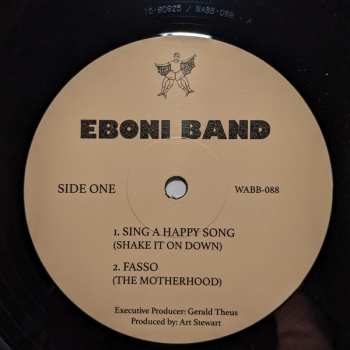 EBONI BAND
SIDE ONE
WABB-088
1. SING A HAPPY SONG
(SHAKE IT ON DOWN)
2. FASSO
(THE MOTHERHOOD)
Executive Producer: Gerald Theus
Produced by: Art Stewart